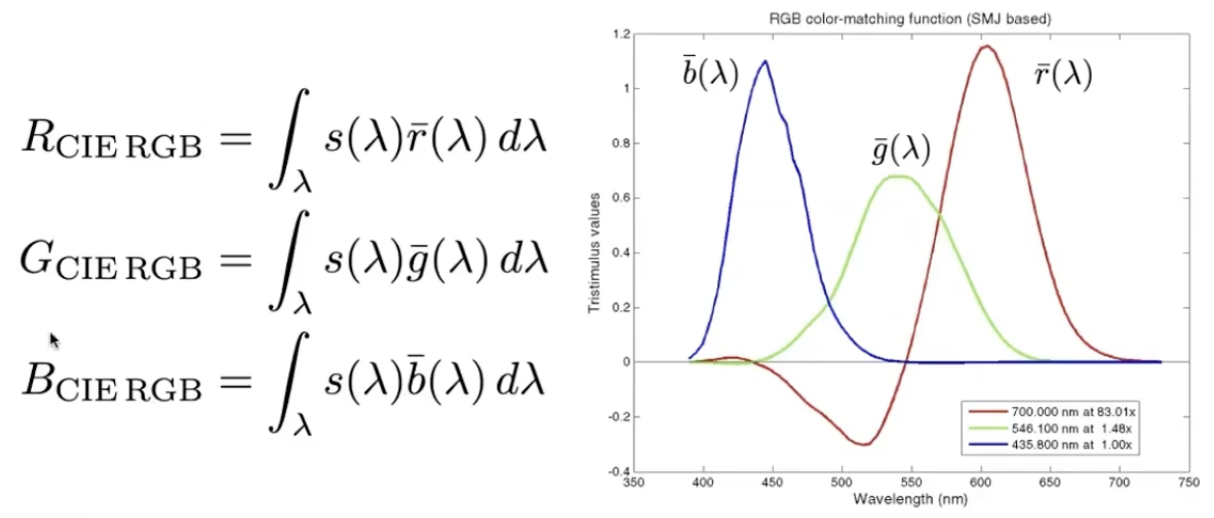 R_CIE RGB = ∫_λ s(λ)r̄(λ) dλ
G_CIE RGB = ∫_λ s(λ)ḡ(λ) dλ
B_CIE RGB = ∫_λ s(λ)b̄(λ) dλ
RGB color-matching function (SMJ based)
b̄(λ)
r̄(λ)
ḡ(λ)
Tristimulus values
1.2
1
0.8
0.6
0.4
0.2
0
-0.2
-0.4
700.000 nm at 83.01x
546.100 nm at 1.48x
435.800 nm at 1.00x
350 400 450 500 550 600 650 700 750
Wavelength (nm)